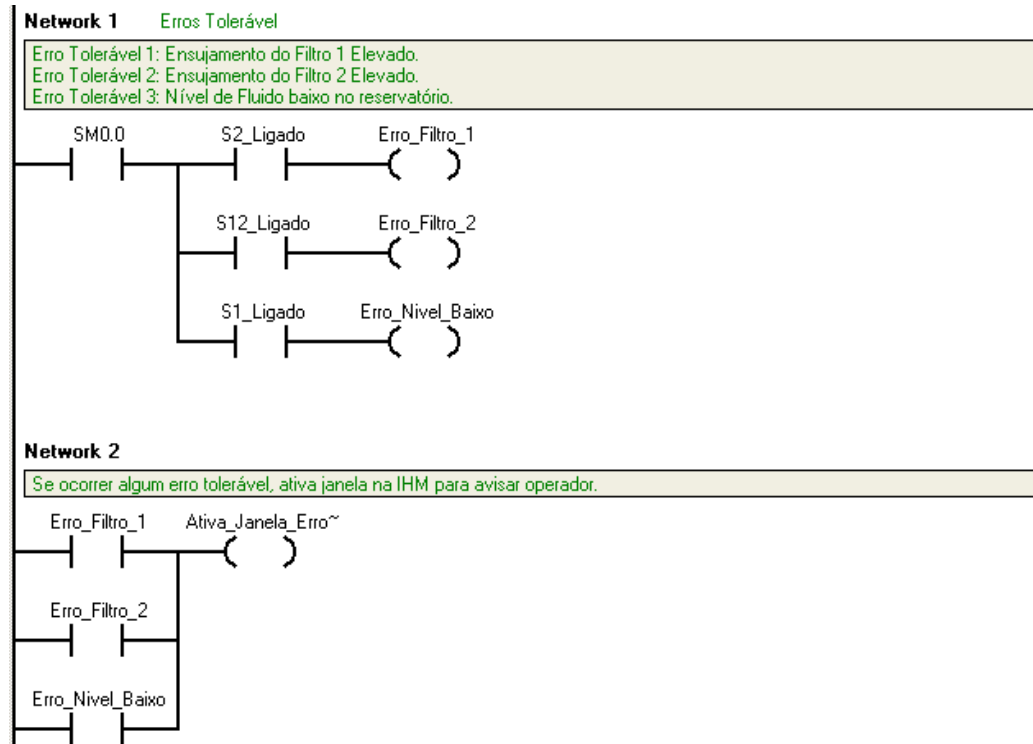 Network 1 Erros Tolerável
Erro Tolerável 1: Ensujamento do Filtro 1 Elevado.
Erro Tolerável 2: Ensujamento do Filtro 2 Elevado.
Erro Tolerável 3: Nível de Fluido baixo no reservatório.
SM0.0 S2_Ligado Erro_Filtro_1
S12_Ligado Erro_Filtro_2
S1_Ligado Erro_Nivel_Baixo
Network 2
Se ocorrer algum erro tolerável, ativa janela na IHM para avisar operador.
Erro_Filtro_1 Ativa_Janela_Erro~
Erro_Filtro_2
Erro_Nivel_Baixo